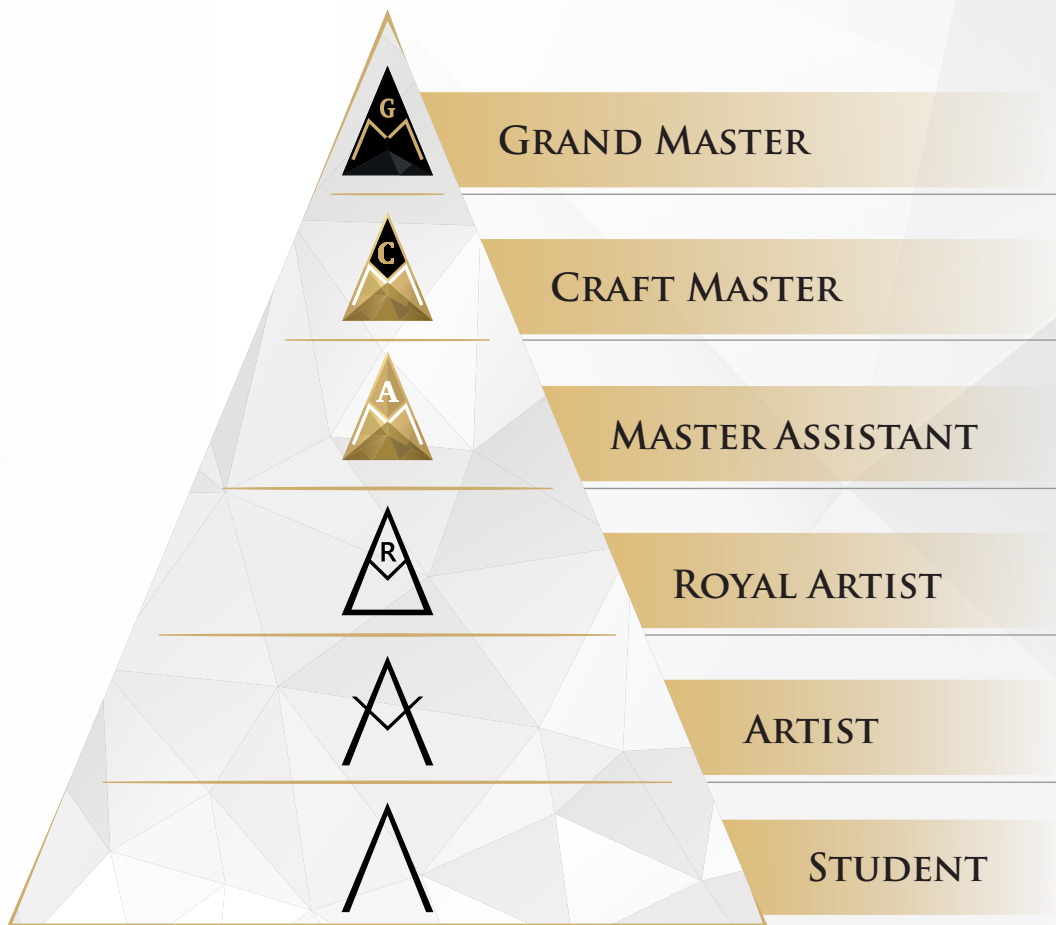 G
GRAND MASTER
C
CRAFT MASTER
A
MASTER ASSISTANT
R
ROYAL ARTIST
ARTIST
STUDENT